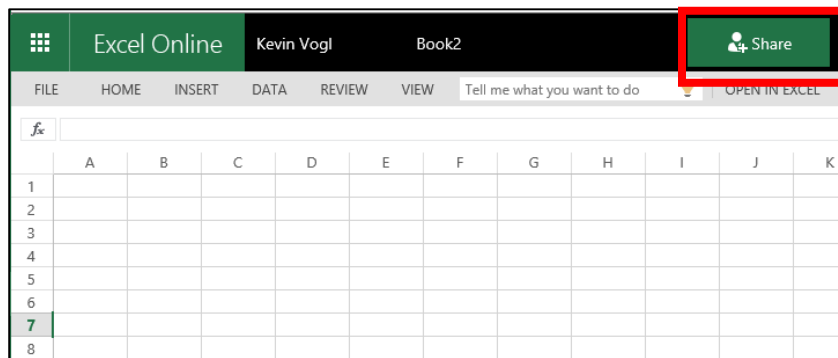 Excel Online Kevin Vogl Book2 Share
FILE HOME INSERT DATA REVIEW VIEW Tell me what you want to do OPEN IN EXCEL
fx
A B C D E F G H I J K
1
2
3
4
5
6
7
8